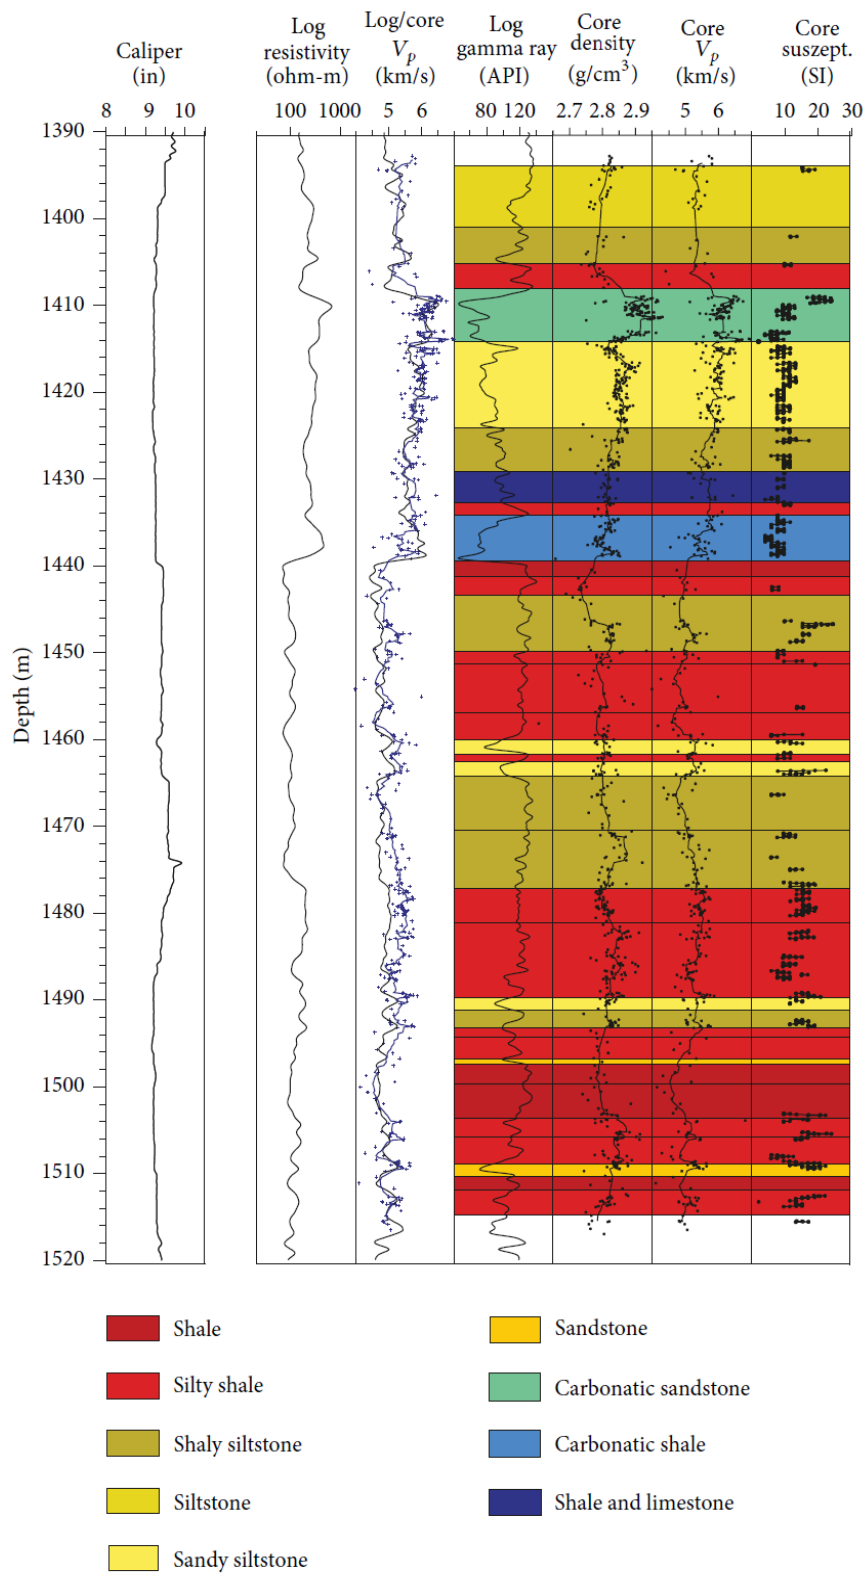 Caliper
(in)
Log
resistivity
(ohm-m)
Log/core
Vp
(km/s)
Log
gamma ray
(API)
Core
density
(g/cm³)
Core
Vp
(km/s)
Core
suszept.
(SI)
8 9 10 100 1000 5 6 80 120 2.7 2.8 2.9 5 6 10 20 30
1390
1400
1410
1420
1430
1440
1450
1460
1470
1480
1490
1500
1510
1520
Depth (m)
Shale
Silty shale
Shaly siltstone
Siltstone
Sandy siltstone
Sandstone
Carbonatic sandstone
Carbonatic shale
Shale and limestone